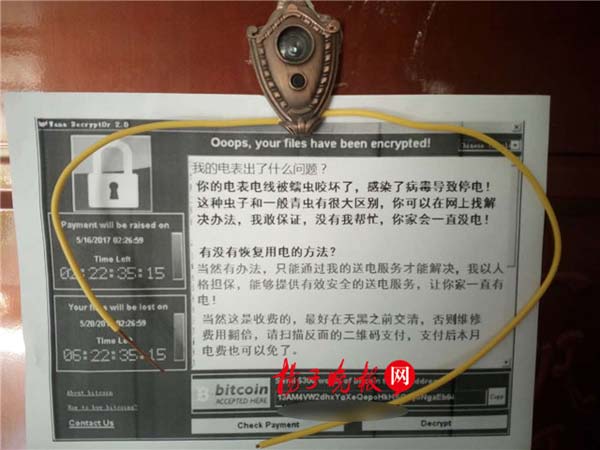 Wana Decrypt0r 2.0
Ooops, your files have been encrypted!
我的电表出了什么问题？
你的电表电线被蠕虫咬坏了，感染了病毒导致停电！
这种虫子和一般青虫有很大区别，你可以在网上找解
决办法，我敢保证，没有我帮忙，你家会一直没电！
有没有恢复用电的方法？
当然有办法，只能通过我的送电服务才能解决，我以人
格担保，能够提供有效安全的送电服务，让你家一直有
电！
当然这是收费的，最好在天黑之前交清，否则维修
费用翻倍，请扫描反面的二维码支付，支付后本月
电费也可以免了。
Payment will be raised on
5/16/2017 02:26:59
Time Left
02:22:35:15
Your files will be lost on
5/20/2017 02:26:59
Time Left
06:22:35:15
About bitcoin
How to buy bitcoins?
Contact Us
扬子晚报网
bitcoin
ACCEPTED HERE
Send $300
Copy
Check Payment
Decrypt